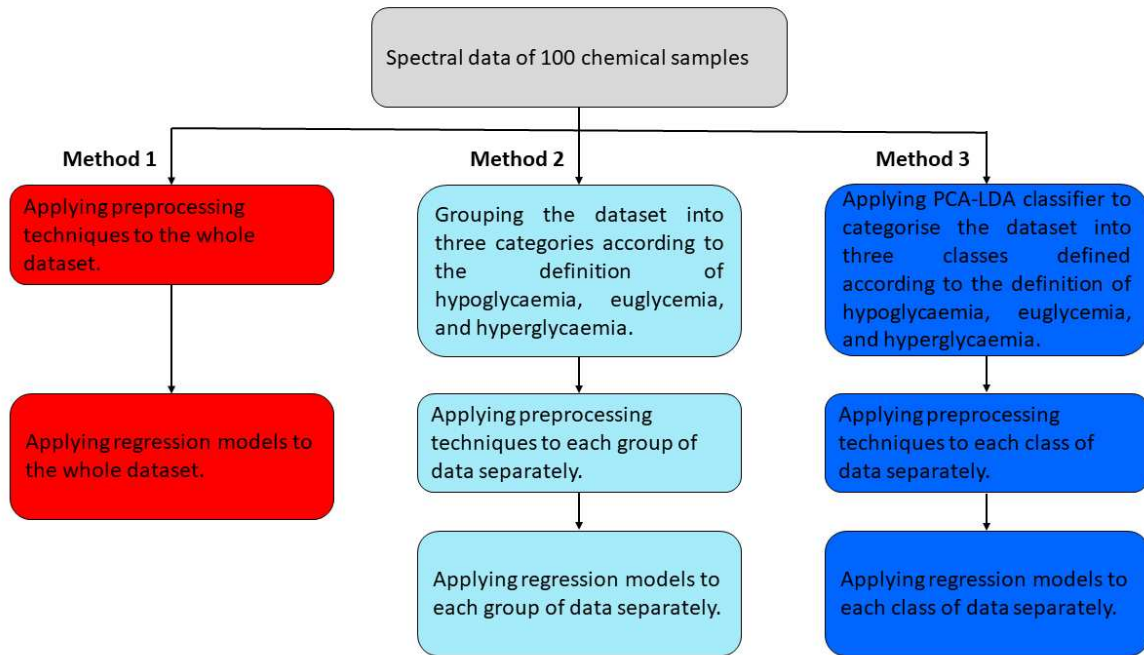 Spectral data of 100 chemical samples
Method 1
Applying preprocessing
techniques to the whole
dataset.
Applying regression models to
the whole dataset.
Method 2
Grouping the dataset into
three categories according to
the definition of
hypoglycaemia, euglycemia,
and hyperglycaemia.
Applying preprocessing
techniques to each group of
data separately.
Applying regression models to
each group of data separately.
Method 3
Applying PCA-LDA classifier to
categorise the dataset into
three classes defined
according to the definition of
hypoglycaemia, euglycemia,
and hyperglycaemia.
Applying preprocessing
techniques to each class of
data separately.
Applying regression models to
each class of data separately.